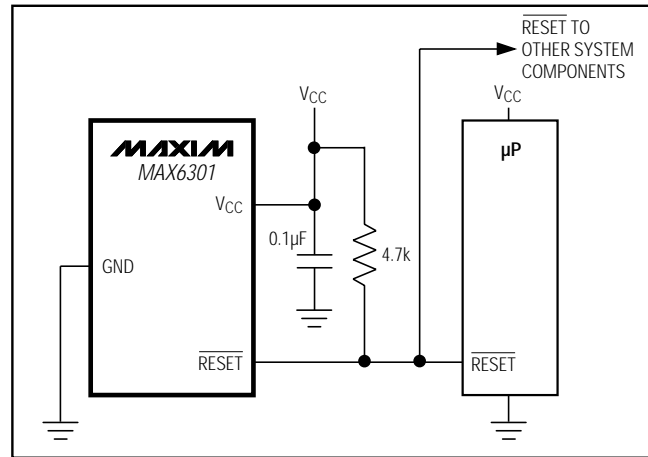 RESET TO
OTHER SYSTEM
COMPONENTS
VCC
VCC
MAXIM
MAX6301
µP
VCC
0.1µF
4.7k
GND
RESET
RESET